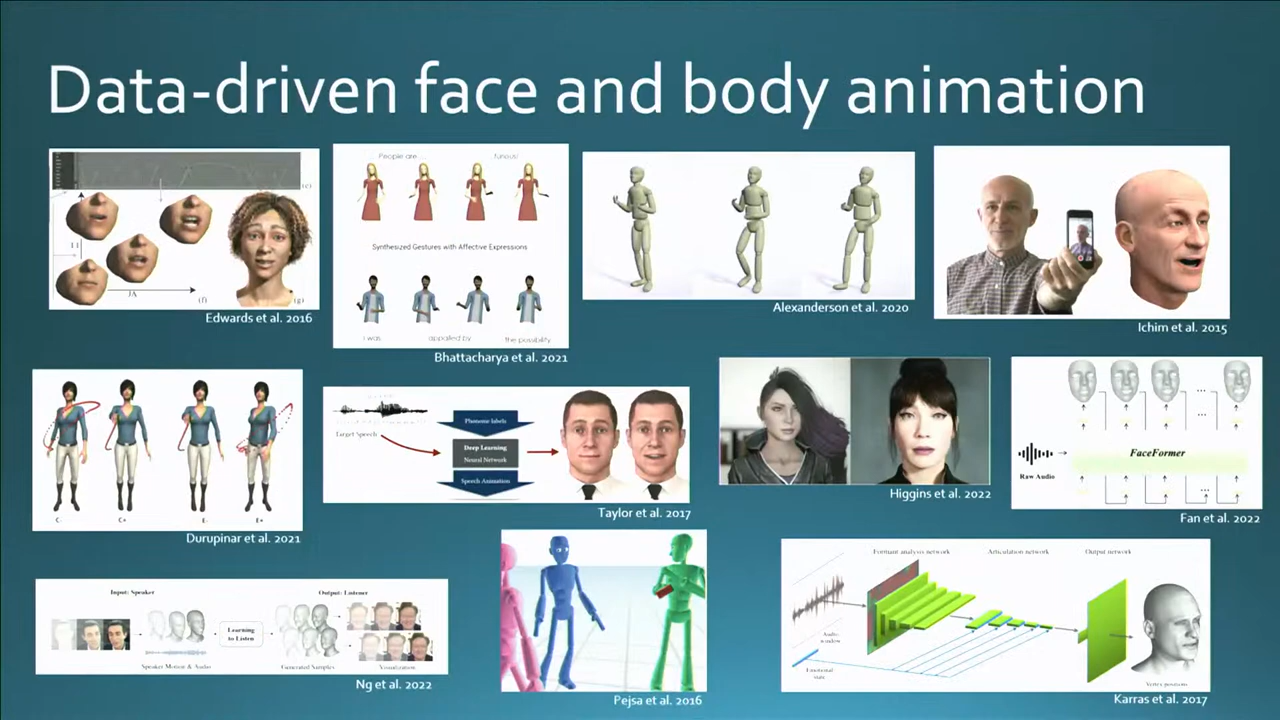 Data-driven face and body animation
JA
(f)
(g)
Edwards et al. 2016
People are ... furious!
Synthesized Gestures with Affective Expressions
I was appalled by the possibility
Bhattacharya et al. 2021
Alexanderson et al. 2020
Ichim et al. 2015
C- C+ E- E+
Durupinar et al. 2021
Target Speech
Phonetic labels
Deep Learning
Neural Network
Speech Animation
Taylor et al. 2017
Higgins et al. 2022
Raw Audio
FaceFormer
...
...
...
Fan et al. 2022
Input: Speaker
Output: Listener
Learning
to Listen
Speaker Motion & Audio
Generated Samples
Visualization
Ng et al. 2022
Pejsa et al. 2016
Formant analysis network
Articulation network
Output network
Audio
window
Emotional
state
Vertex positions
Karras et al. 2017